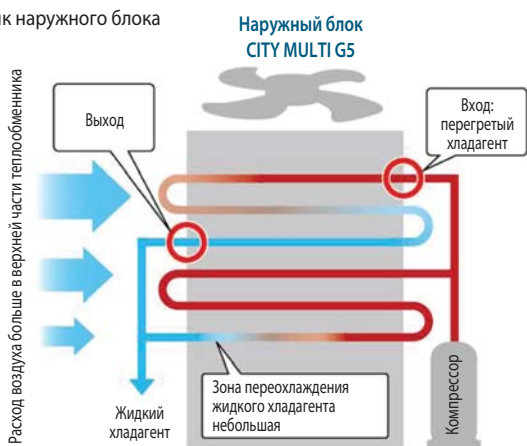 к наружного блока
Наружный блок
CITY MULTI G5
Выход
Вход:
перегретый
хладагент
Расход воздуха больше в верхней части теплообменника
Зона переохлаждения
жидкого хладагента
небольшая
Жидкий
хладагент
Компрессор